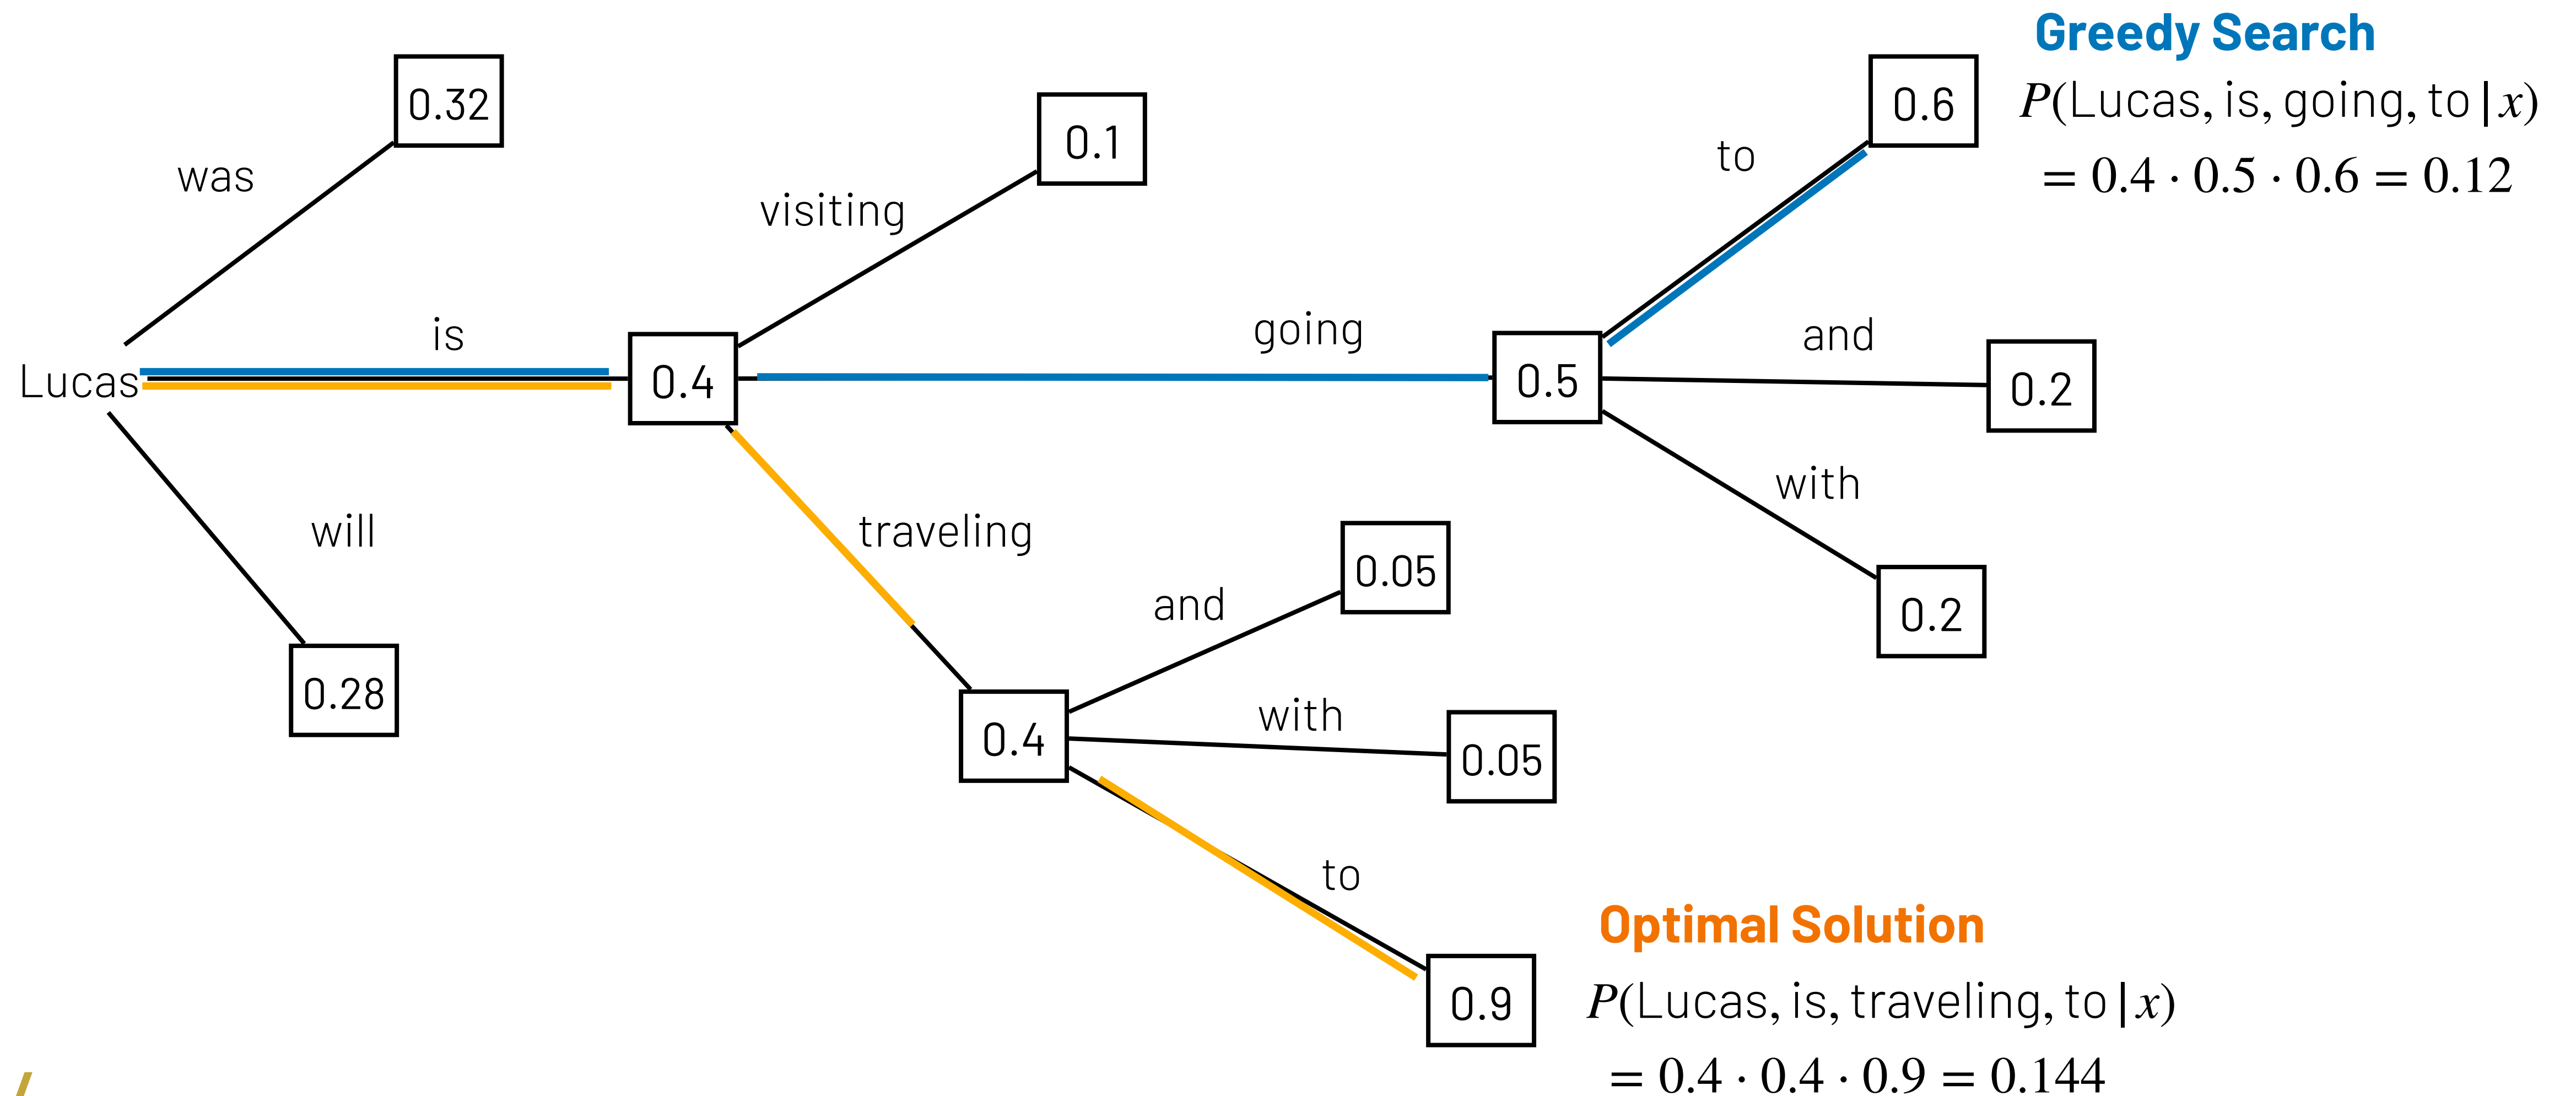 Greedy Search
P(Lucas, is, going, to | x)
= 0.4 · 0.5 · 0.6 = 0.12
0.32
0.6
was
0.1
to
visiting
is
going
and
Lucas
0.4
0.5
0.2
with
will
traveling
0.05
and
0.2
0.28
with
0.4
0.05
to
Optimal Solution
0.9
P(Lucas, is, traveling, to | x)
= 0.4 · 0.4 · 0.9 = 0.144